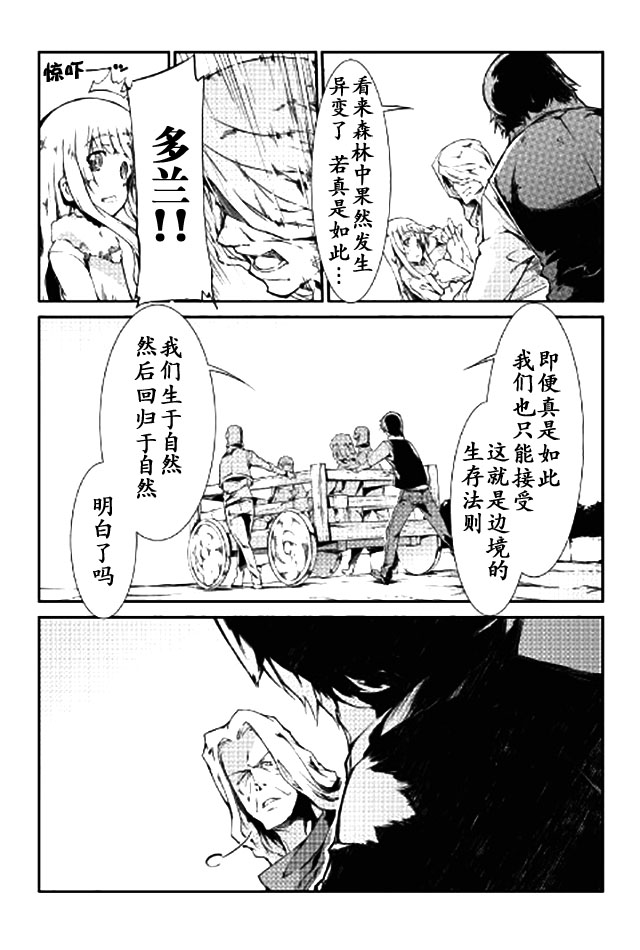 看来森林中果然发生
异变了 若真是如此…
多兰!!
惊吓——
即便真是如此
我们也只能接受
这就是边境的
生存法则
我们生于自然
然后回归于自然
明白了吗